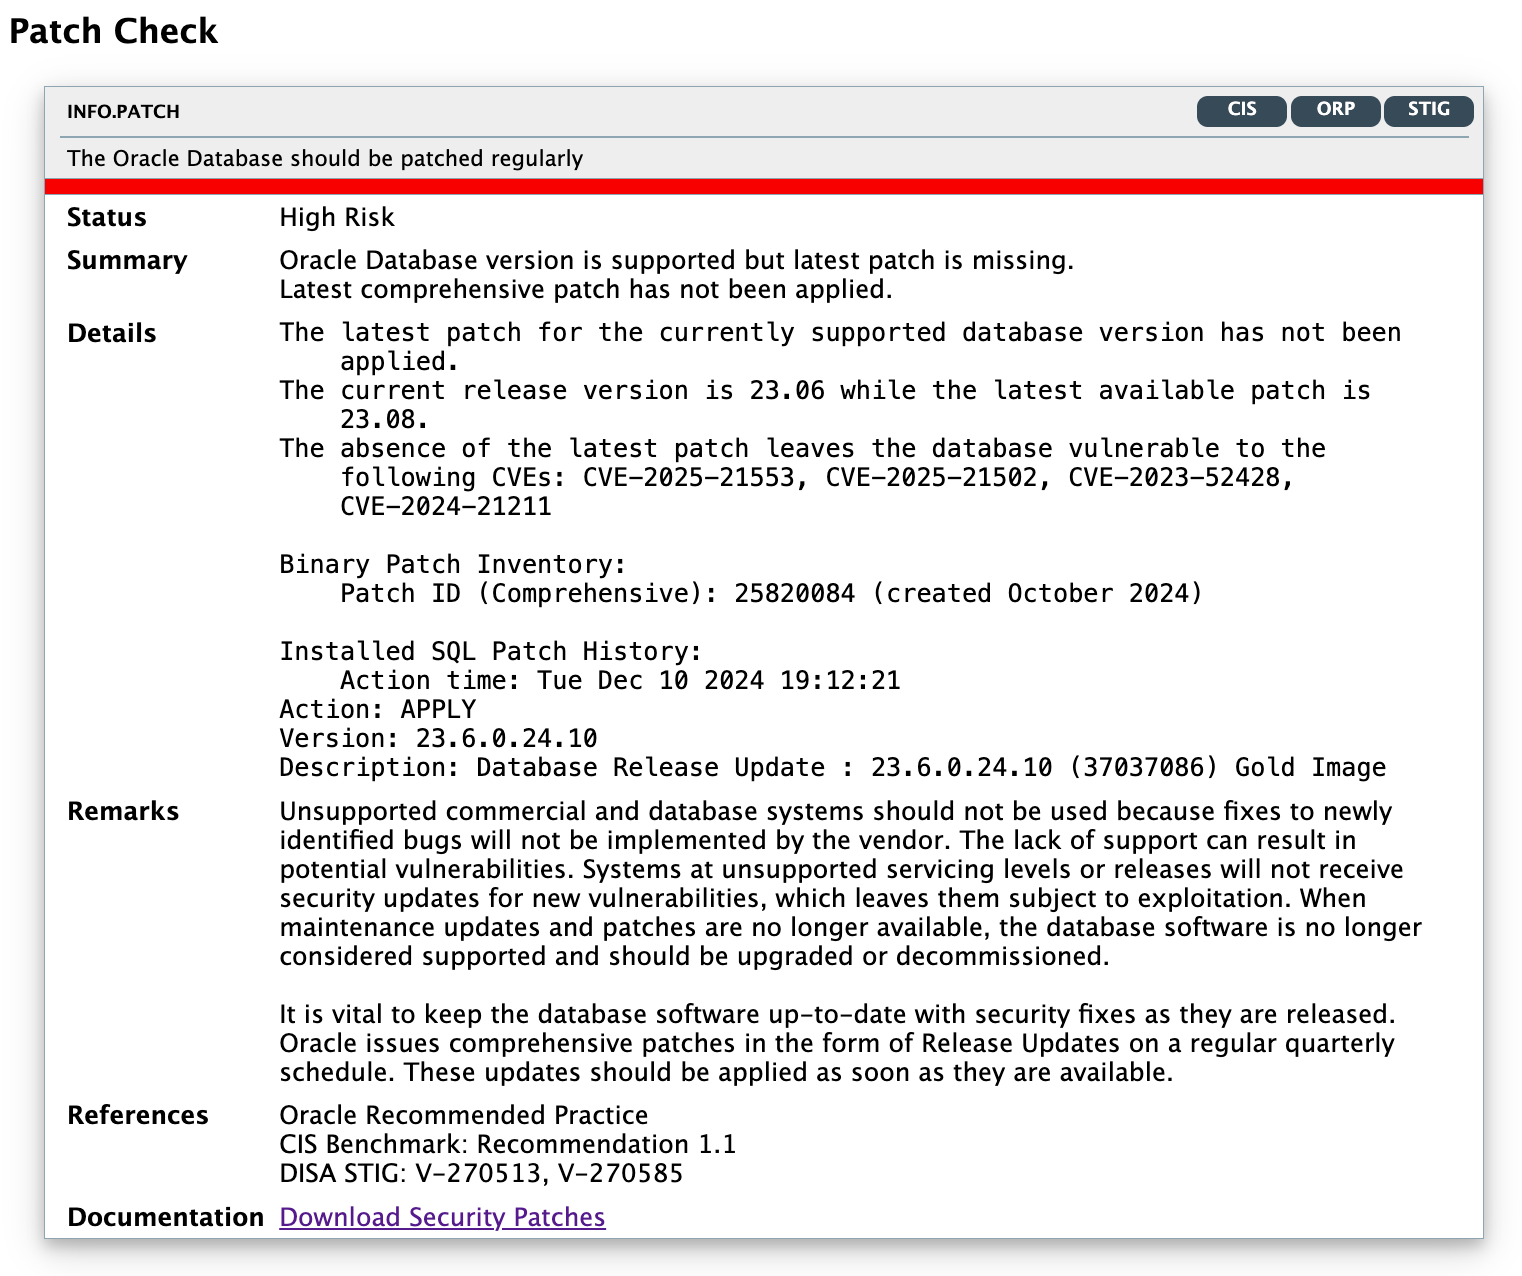 Patch Check
INFO.PATCH
CIS ORP STIG
The Oracle Database should be patched regularly
Status High Risk
Summary Oracle Database version is supported but latest patch is missing.
Latest comprehensive patch has not been applied.
Details The latest patch for the currently supported database version has not been
applied.
The current release version is 23.06 while the latest available patch is
23.08.
The absence of the latest patch leaves the database vulnerable to the
following CVEs: CVE-2025-21553, CVE-2025-21502, CVE-2023-52428,
CVE-2024-21211
Binary Patch Inventory:
Patch ID (Comprehensive): 25820084 (created October 2024)
Installed SQL Patch History:
Action time: Tue Dec 10 2024 19:12:21
Action: APPLY
Version: 23.6.0.24.10
Description: Database Release Update : 23.6.0.24.10 (37037086) Gold Image
Remarks Unsupported commercial and database systems should not be used because fixes to newly
identified bugs will not be implemented by the vendor. The lack of support can result in
potential vulnerabilities. Systems at unsupported servicing levels or releases will not receive
security updates for new vulnerabilities, which leaves them subject to exploitation. When
maintenance updates and patches are no longer available, the database software is no longer
considered supported and should be upgraded or decommissioned.
It is vital to keep the database software up-to-date with security fixes as they are released.
Oracle issues comprehensive patches in the form of Release Updates on a regular quarterly
schedule. These updates should be applied as soon as they are available.
References Oracle Recommended Practice
CIS Benchmark: Recommendation 1.1
DISA STIG: V-270513, V-270585
Documentation Download Security Patches